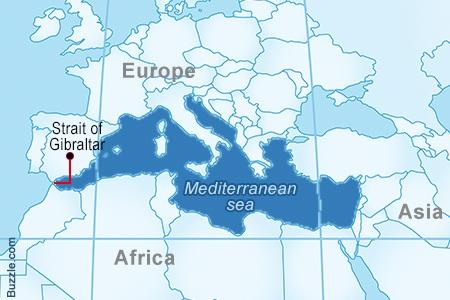 Europe
Strait of
Gibraltar
Mediterranean
sea
Asia
Africa
Buzzle.com